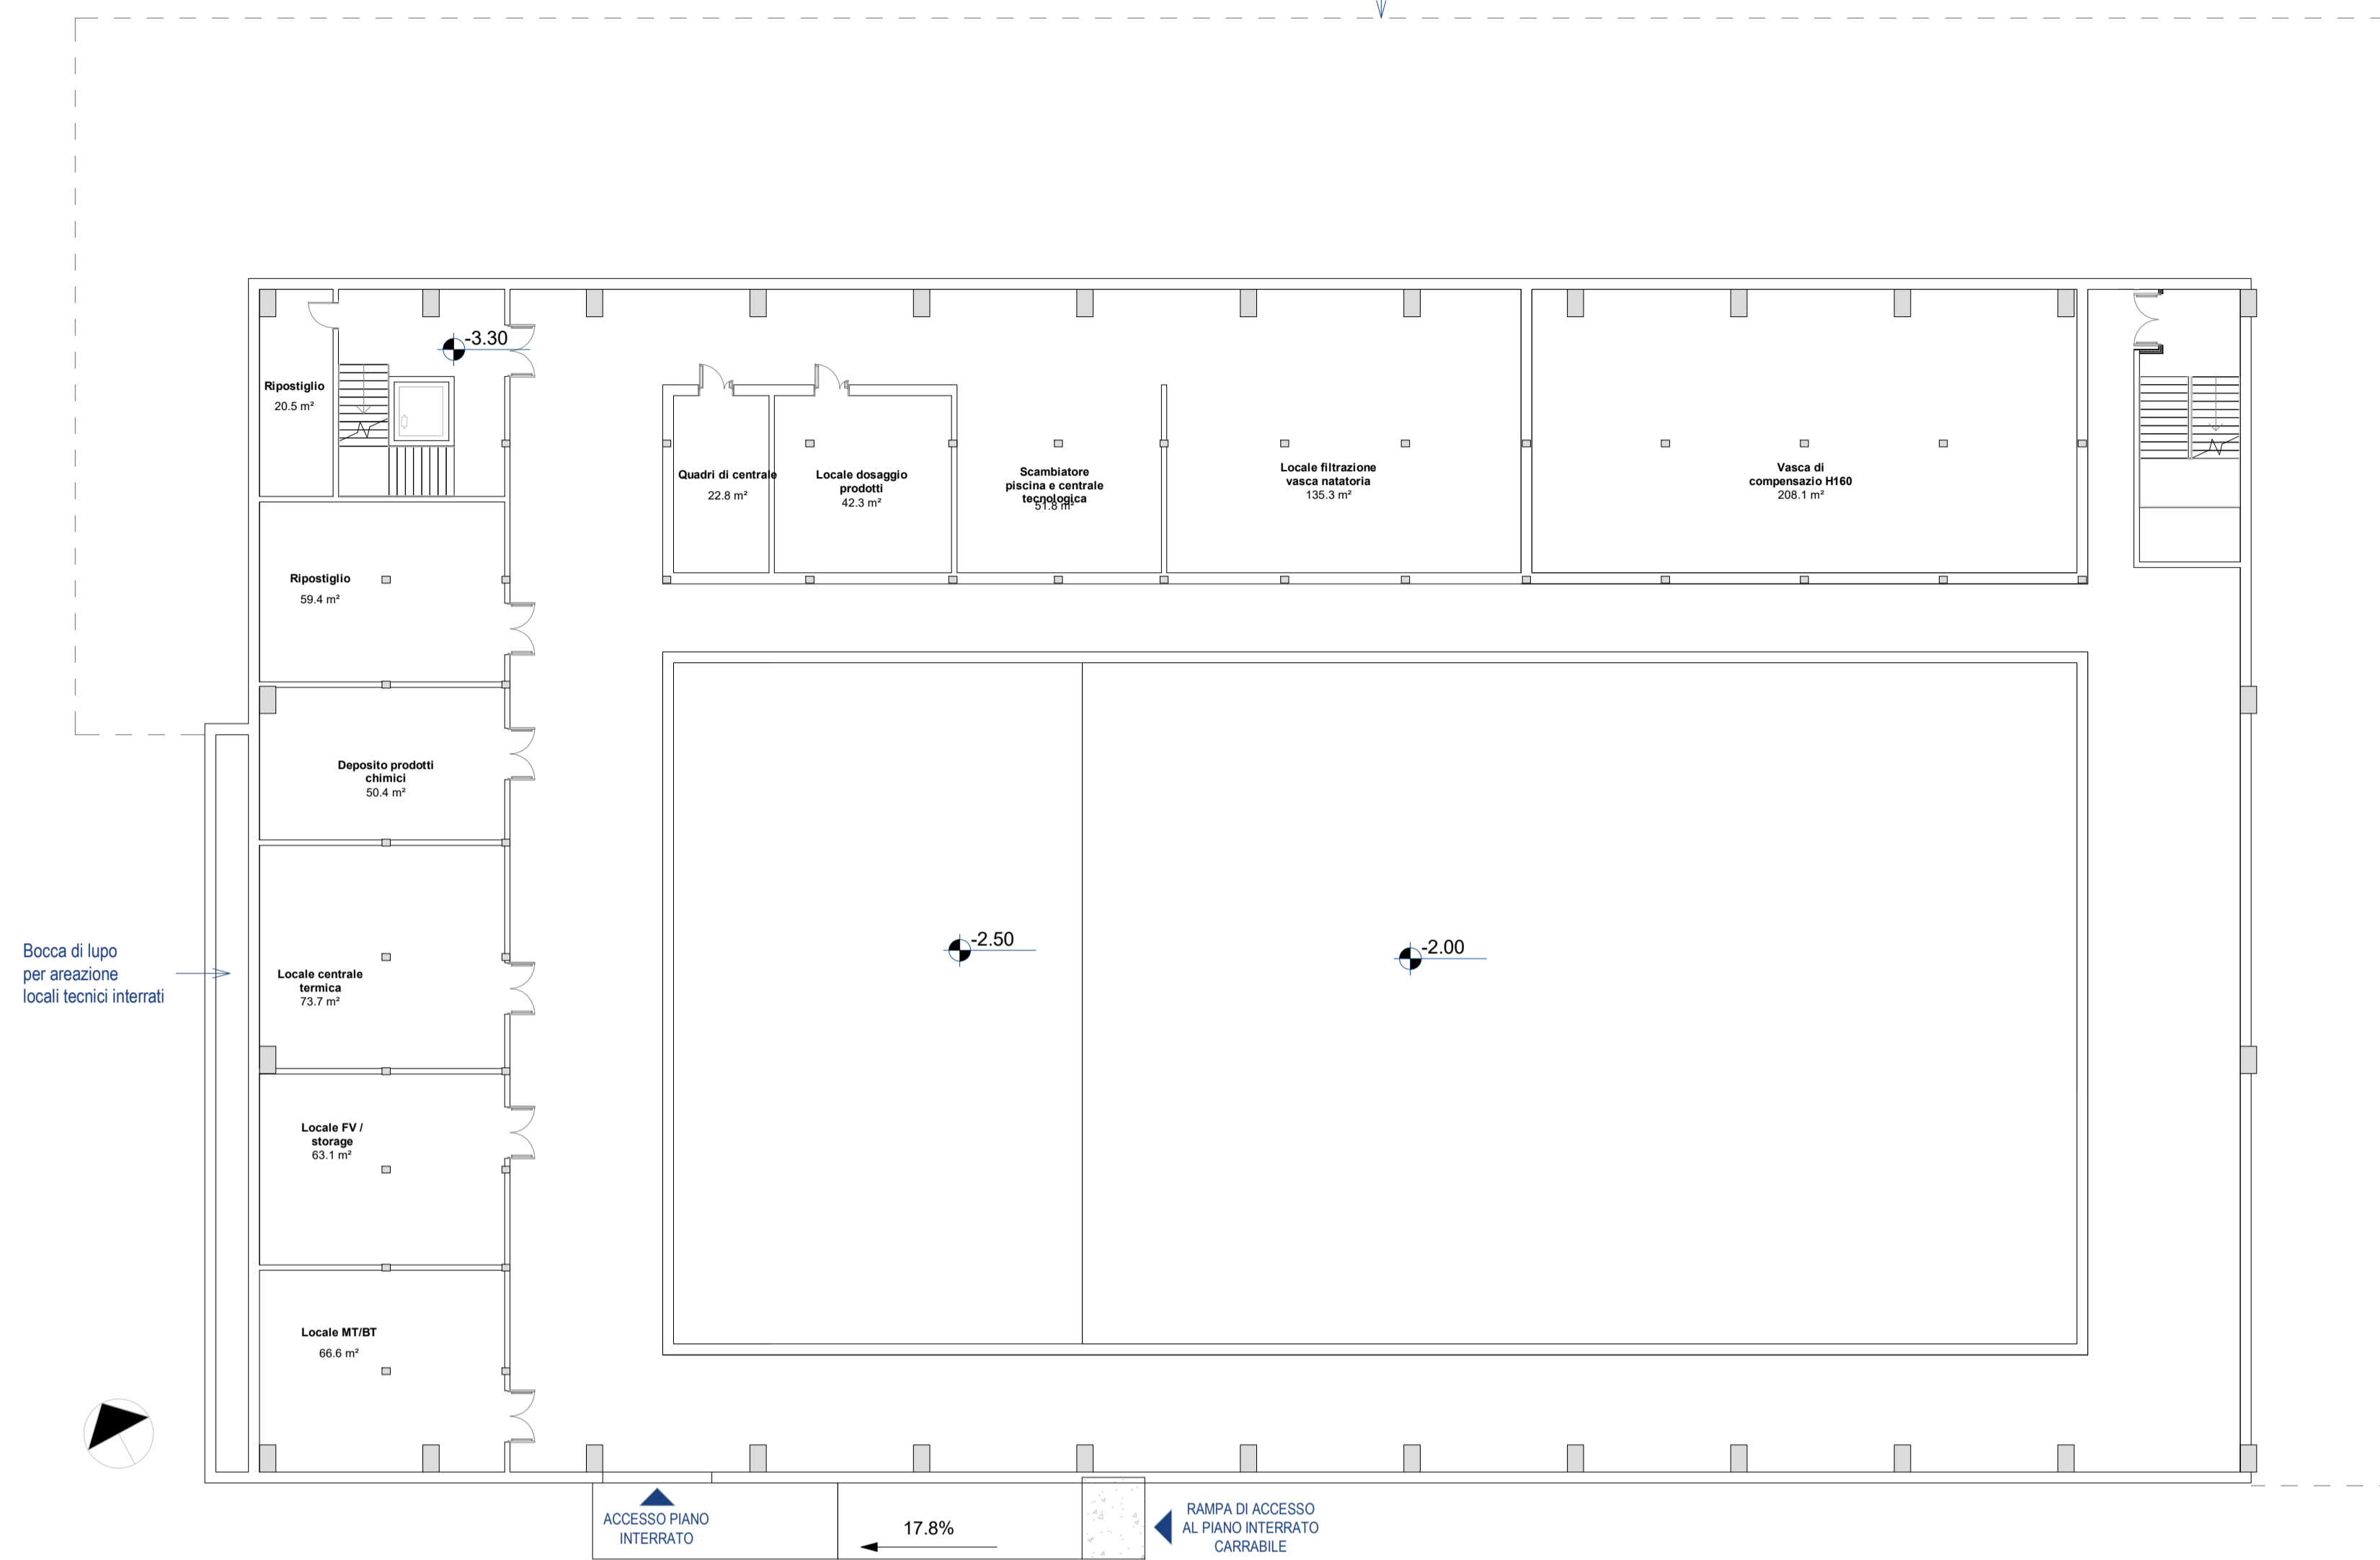 -3.30
Ripostiglio
20.5 m²
Quadri di centrale
22.8 m²
Locale dosaggio
prodotti
42.3 m²
Scambiatore
piscina e centrale
tecnologica
51.8 m²
Locale filtrazione
vasca natatoria
135.3 m²
Vasca di
compensazio H160
208.1 m²
Ripostiglio
59.4 m²
Deposito prodotti
chimici
50.4 m²
Bocca di lupo
per areazione
locali tecnici interrati
Locale centrale
termica
73.7 m²
-2.50
-2.00
Locale FV /
storage
63.1 m²
Locale MT/BT
66.6 m²
ACCESSO PIANO
INTERRATO
17.8%
RAMPA DI ACCESSO
AL PIANO INTERRATO
CARRABILE